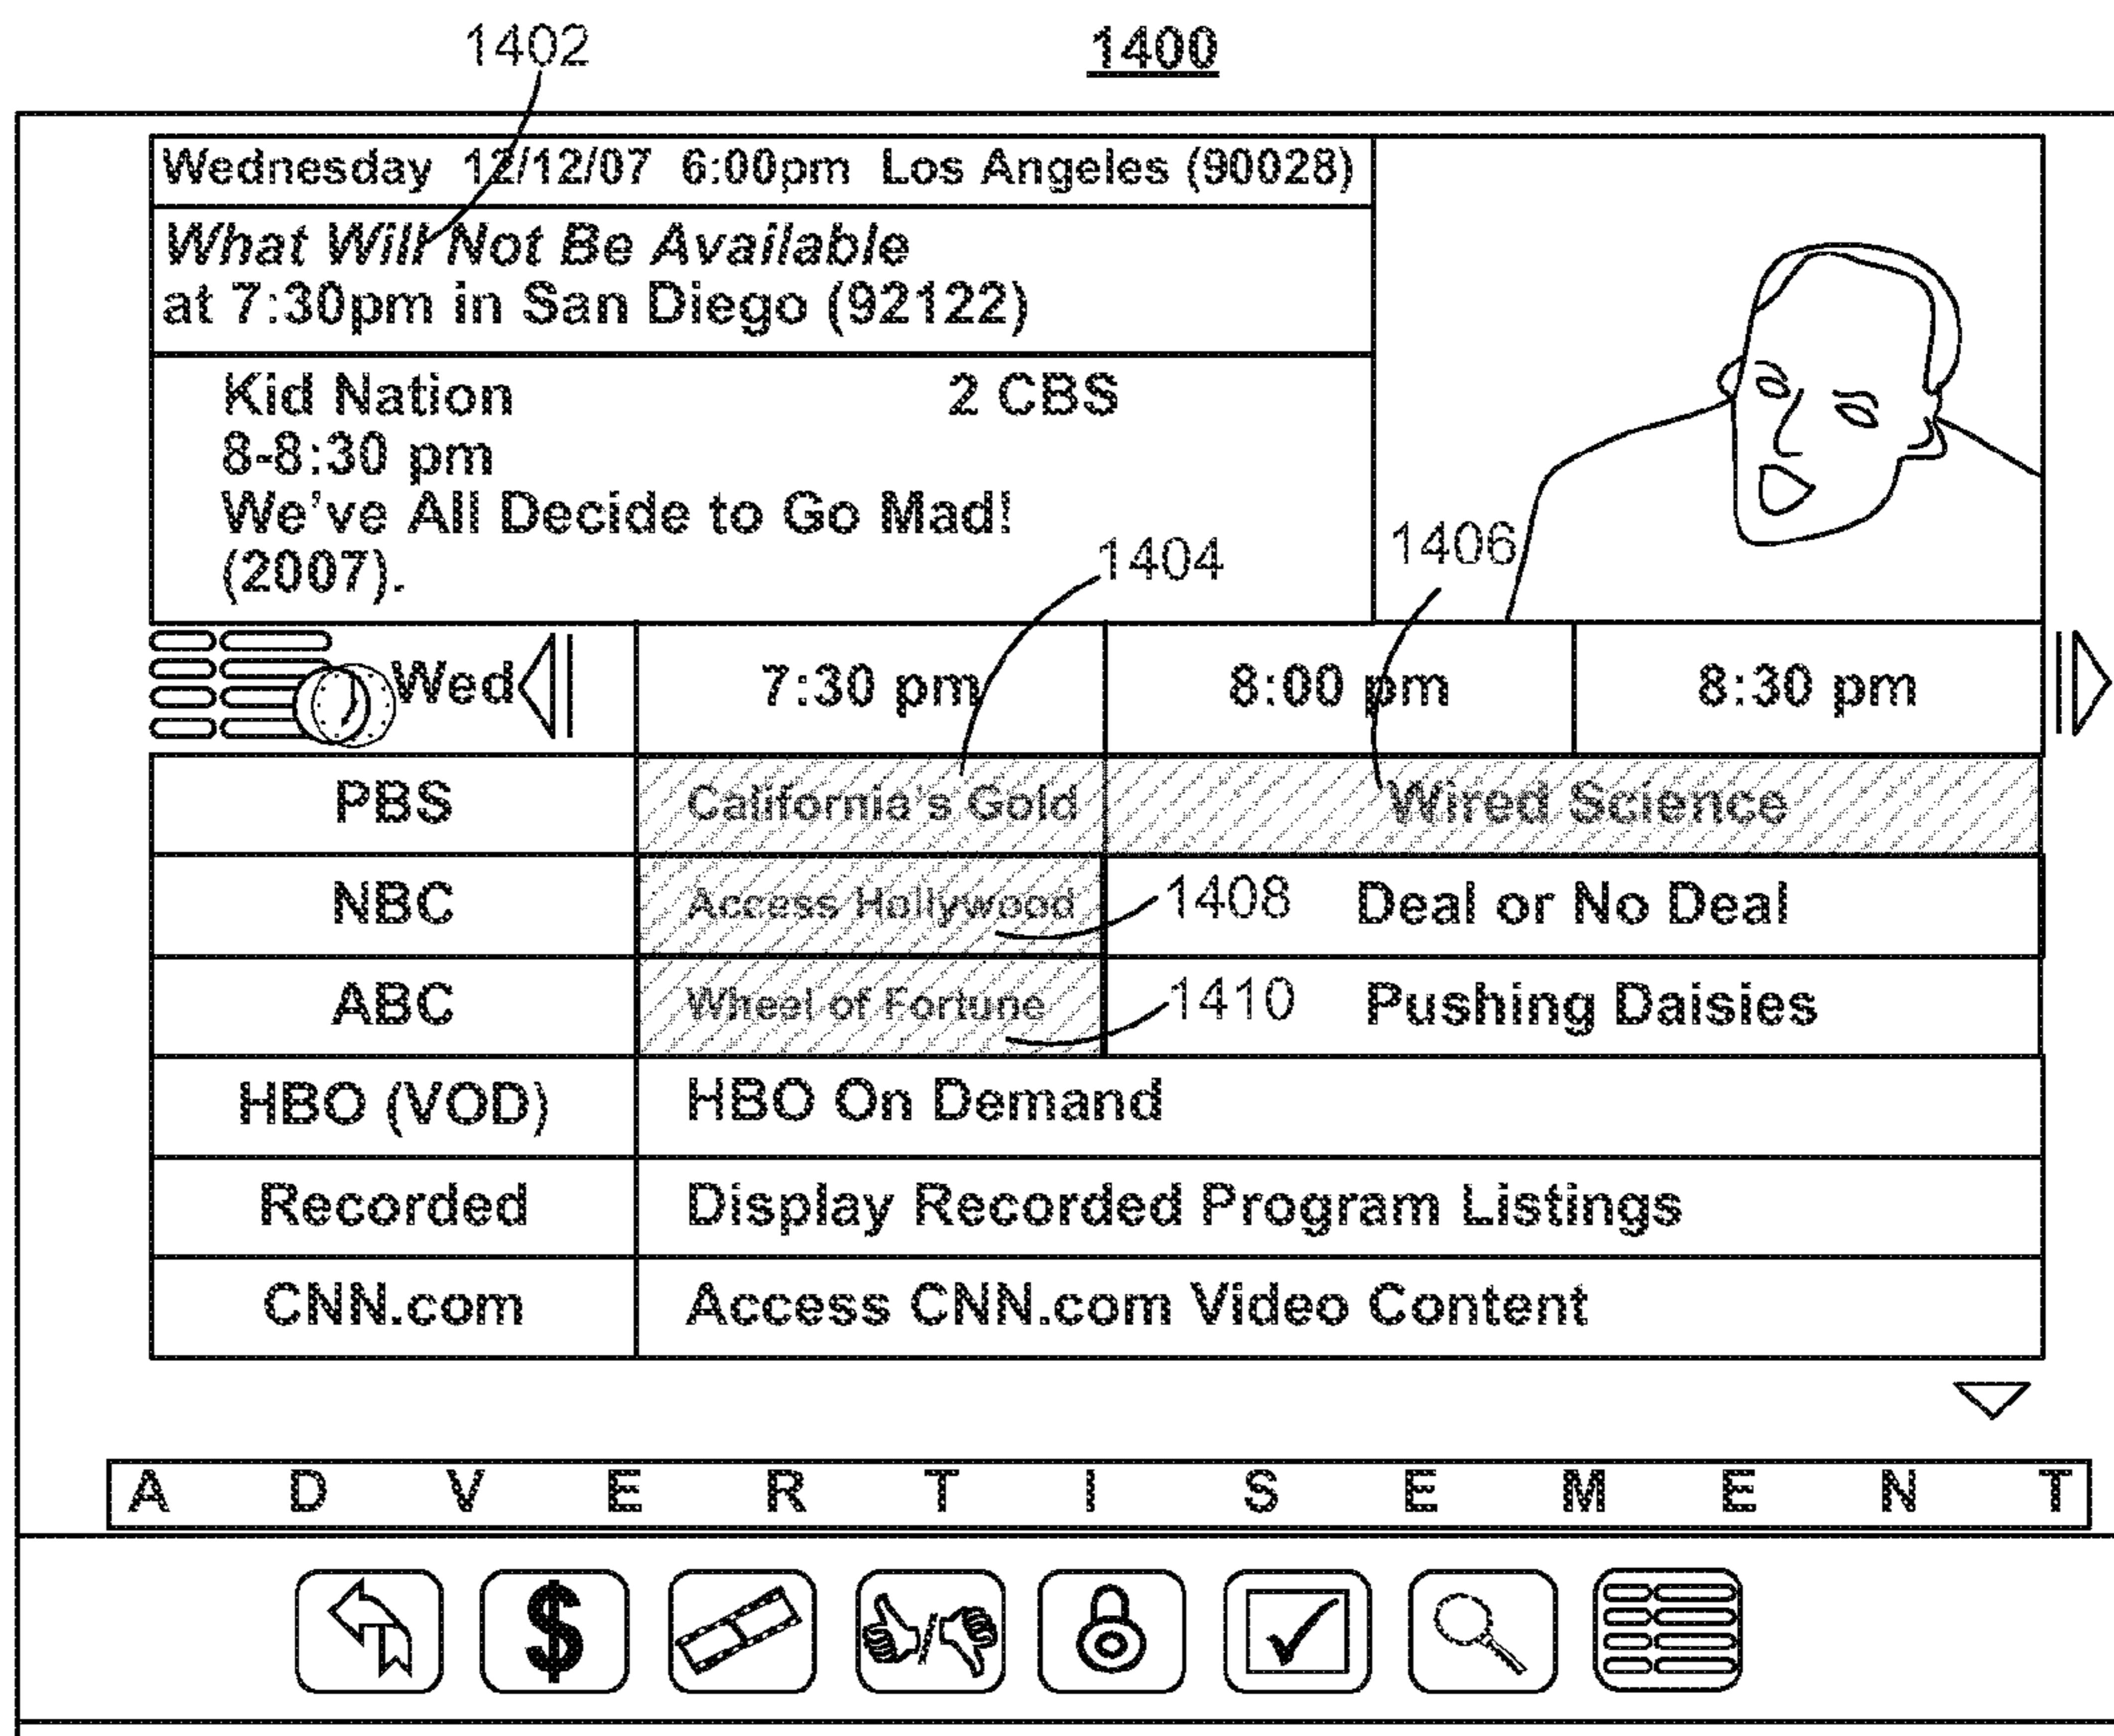 1402
1400
Wednesday 12/12/07 6:00pm Los Angeles (90028)
What Will Not Be Available
at 7:30pm in San Diego (92122)
Kid Nation 2 CBS
8-8:30 pm
We've All Decide to Go Mad!
(2007).
1404
1406
Wed 7:30 pm 8:00 pm 8:30 pm
PBS California's Gold Wired Science
NBC Access Hollywood 1408 Deal or No Deal
ABC Wheel of Fortune 1410 Pushing Daisies
HBO (VOD) HBO On Demand
Recorded Display Recorded Program Listings
CNN.com Access CNN.com Video Content
A D V E R T I S E M E N T
$